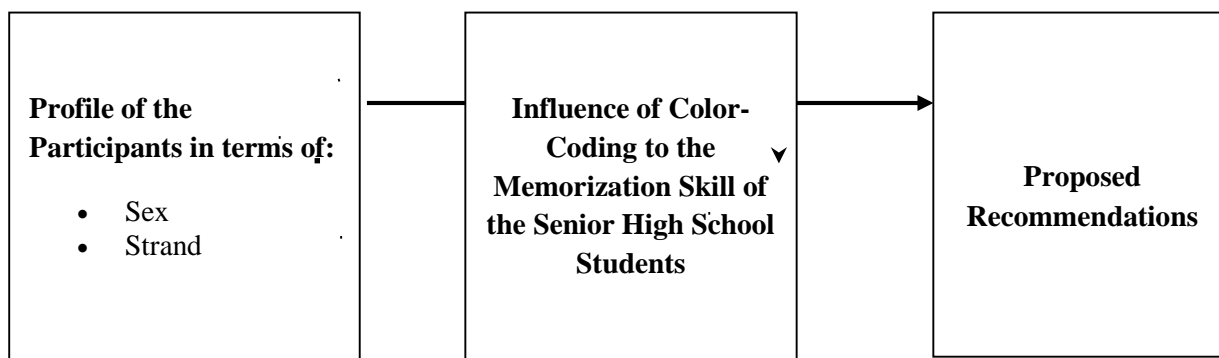 Profile of the
Participants in terms of:
• Sex
• Strand
Influence of Color-
Coding to the
Memorization Skill of
the Senior High School
Students
Proposed
Recommendations